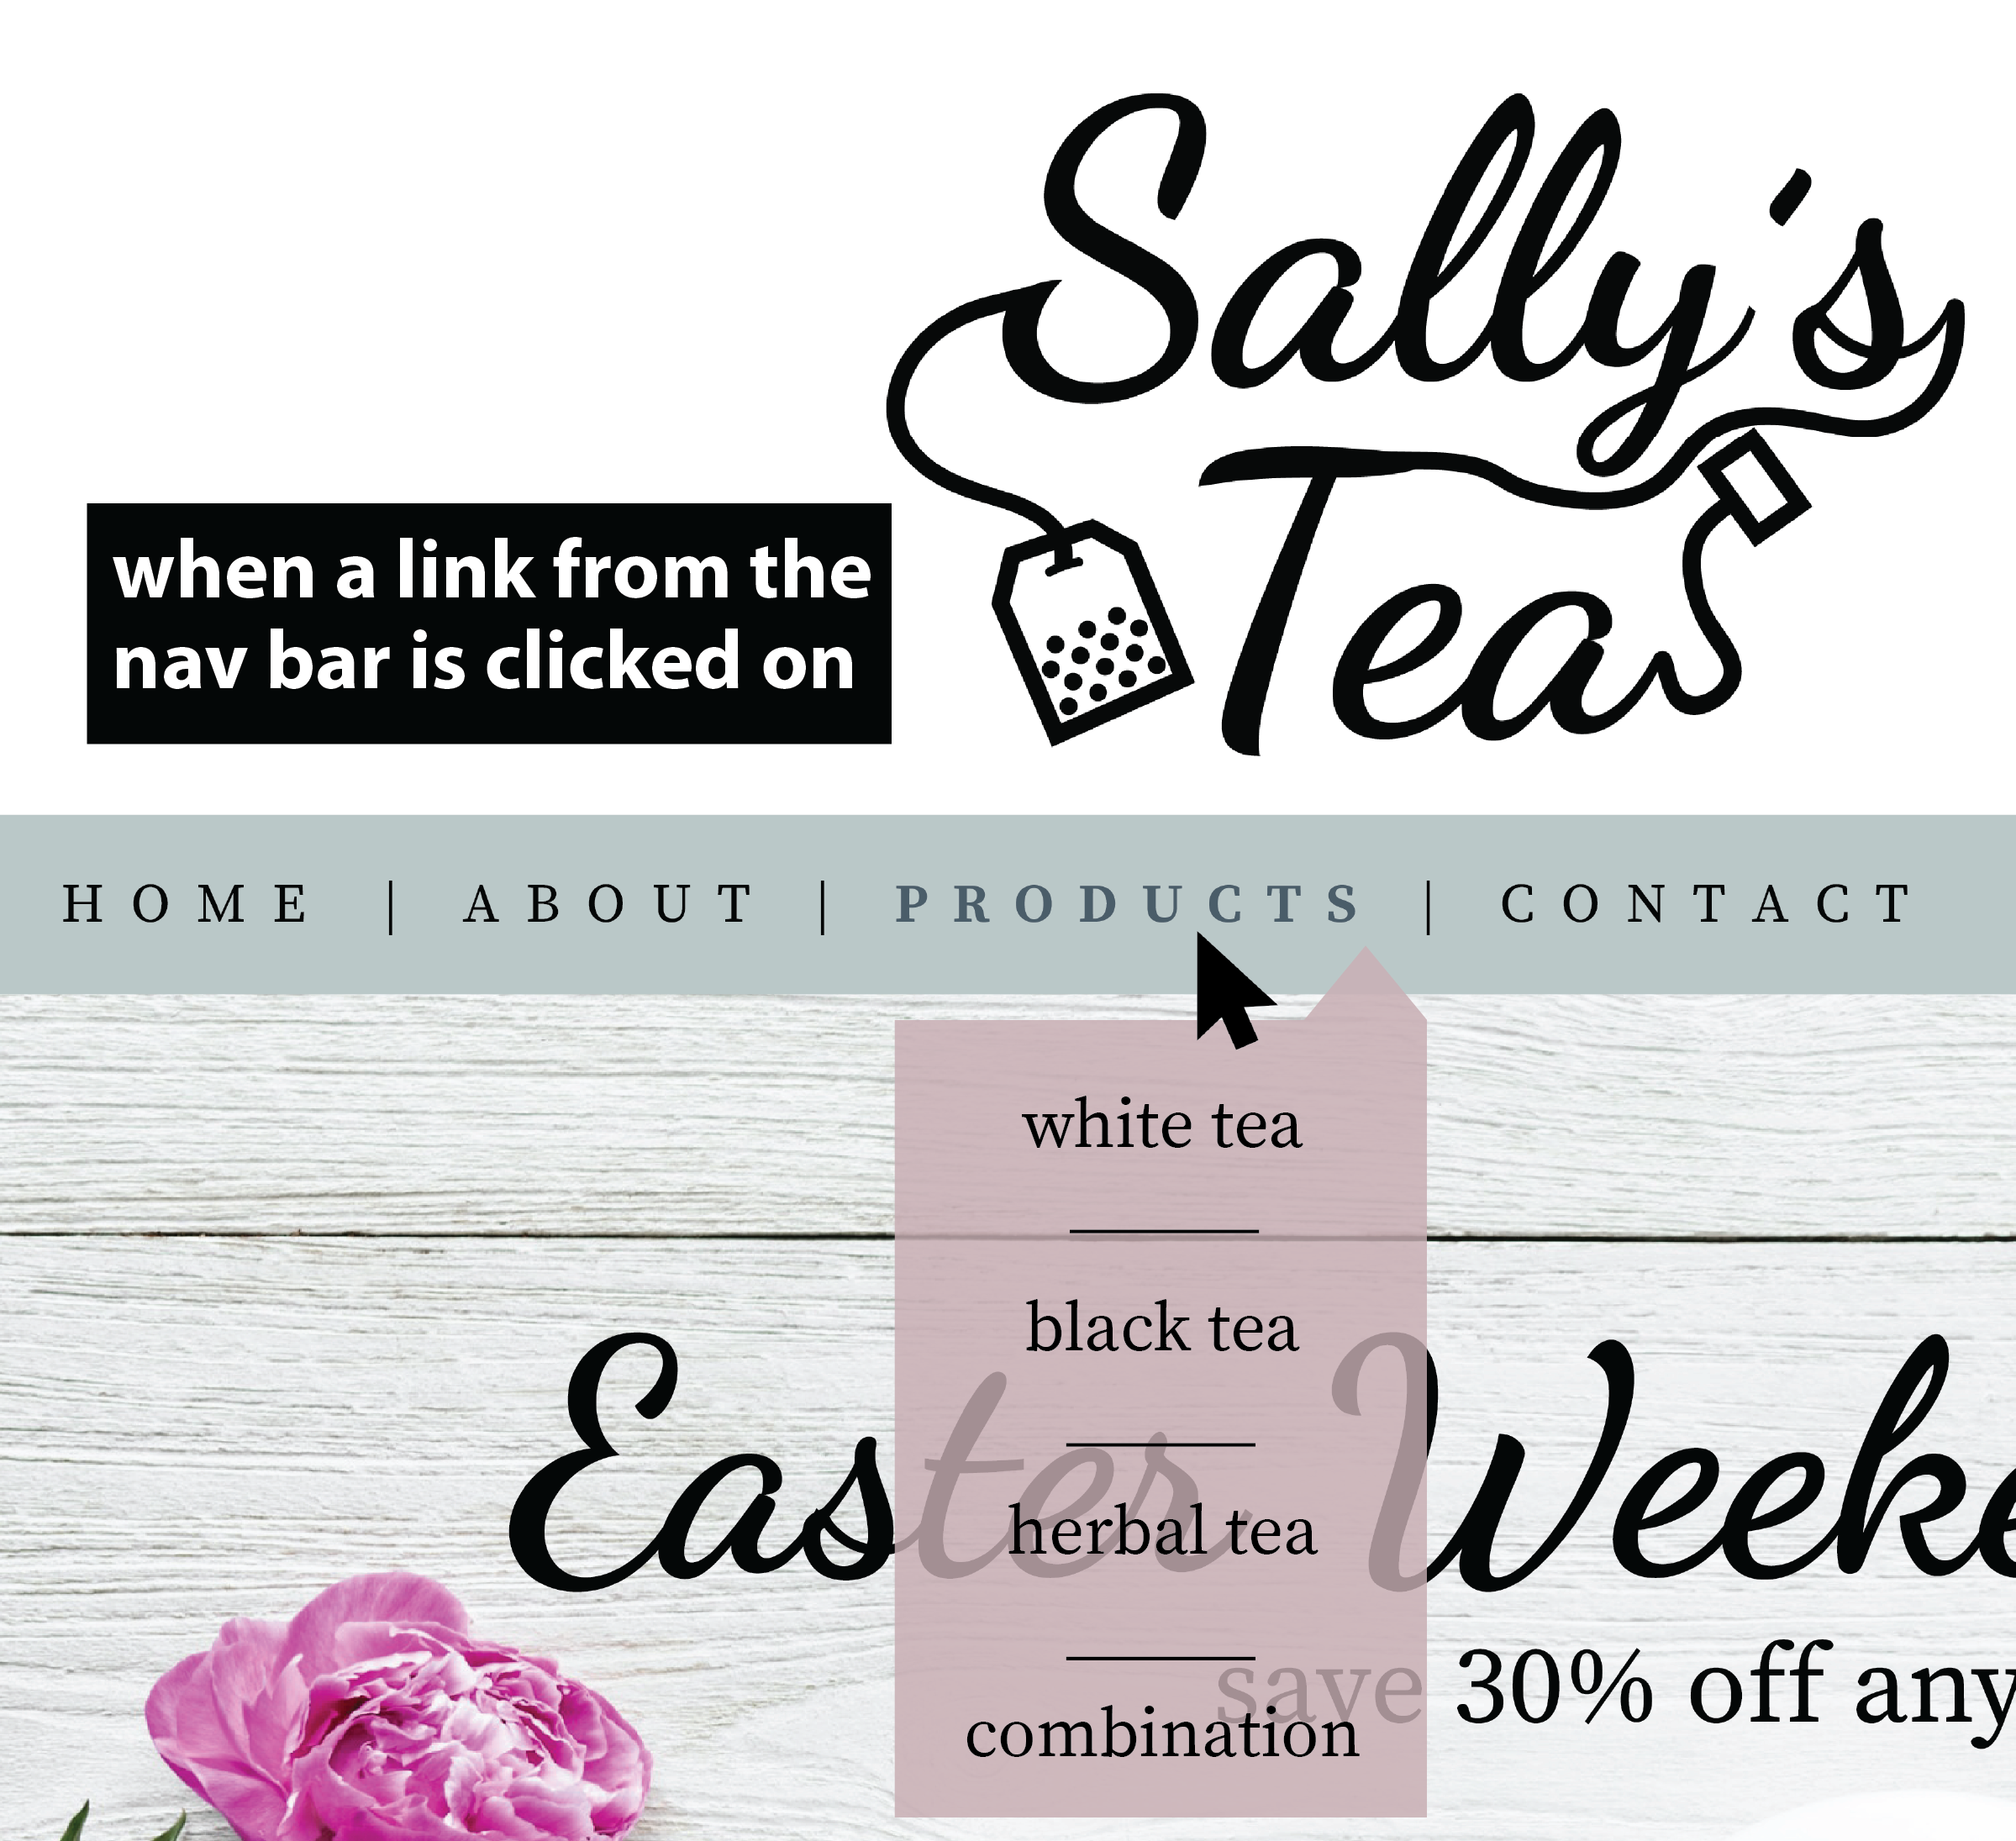 Sally's
Tea
when a link from the
nav bar is clicked on
HOME | ABOUT | PRODUCTS | CONTACT
white tea
black tea
Easter Weeke
herbal tea
save 30% off any
combination